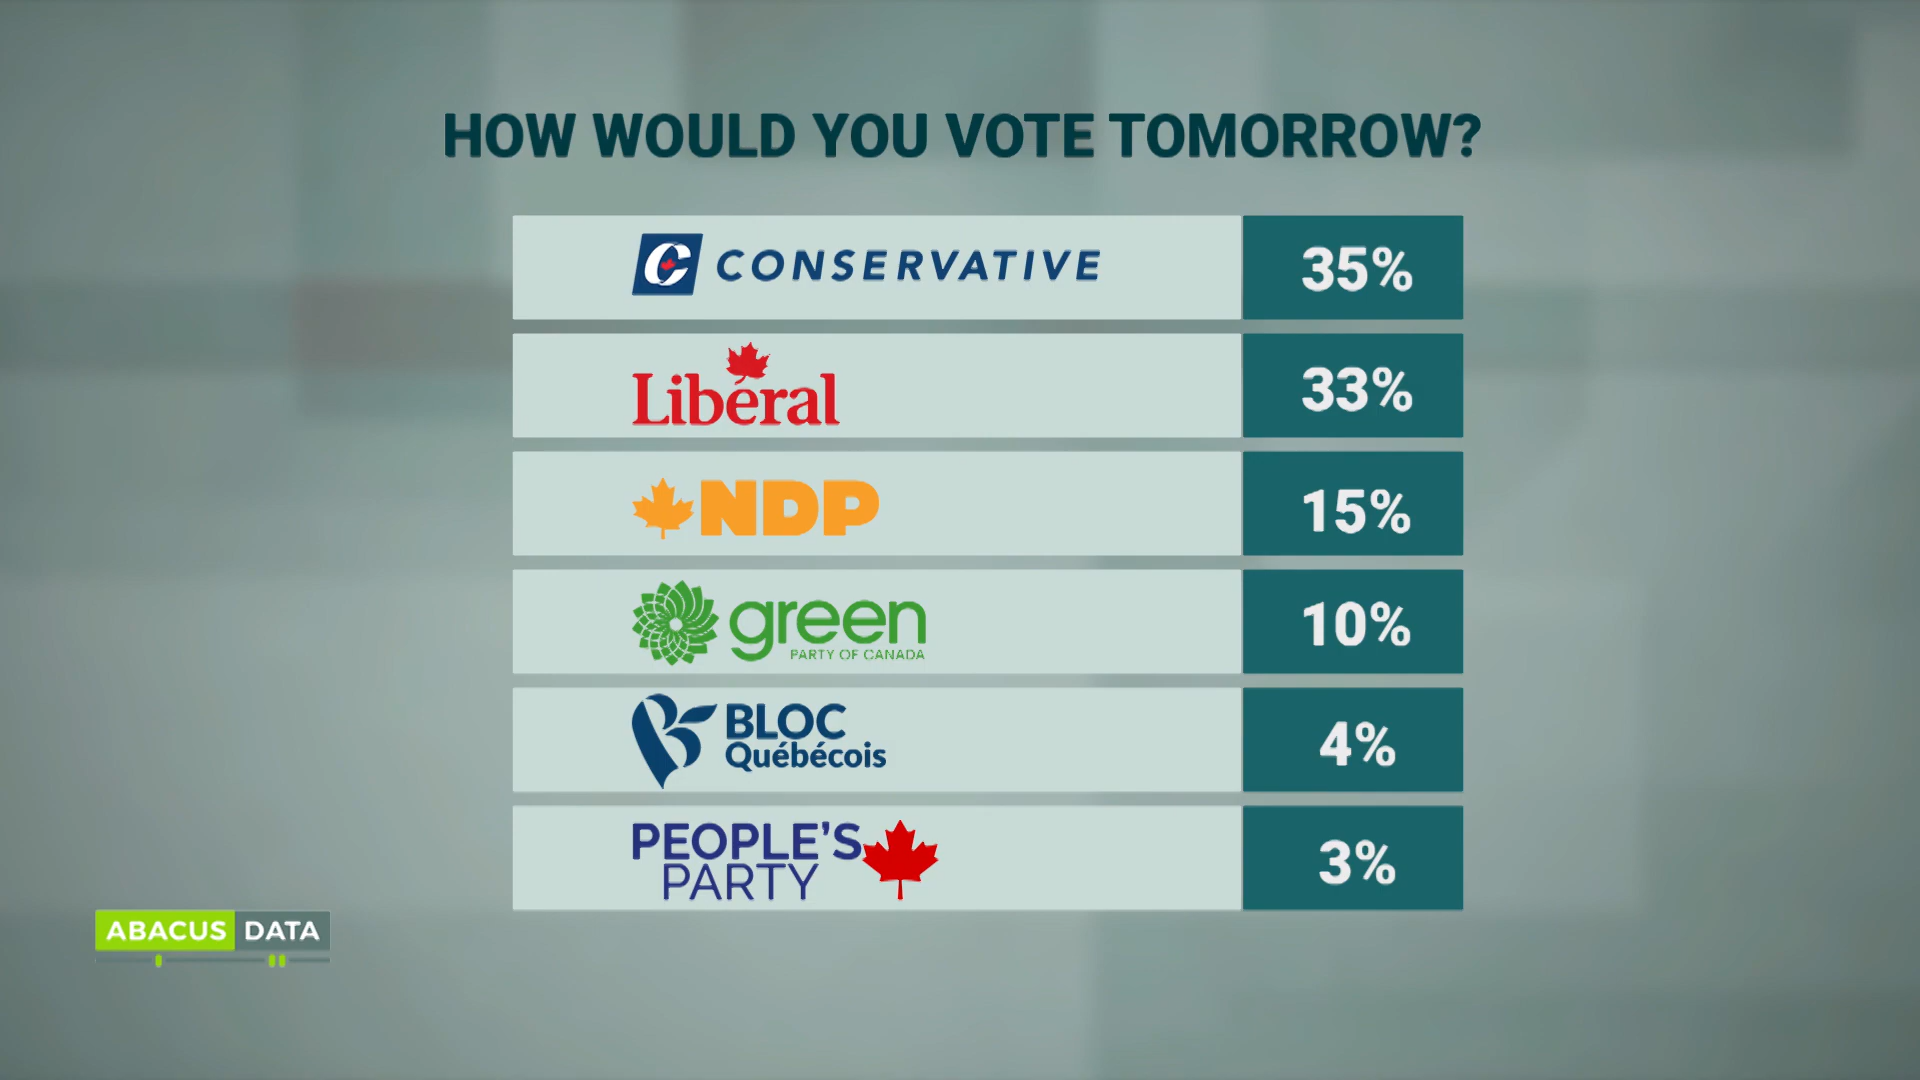 HOW WOULD YOU VOTE TOMORROW?
C CONSERVATIVE 35%
Liberal 33%
NDP 15%
green 10%
PARTY OF CANADA
BLOC
Québécois 4%
PEOPLE'S
PARTY 3%
ABACUS DATA